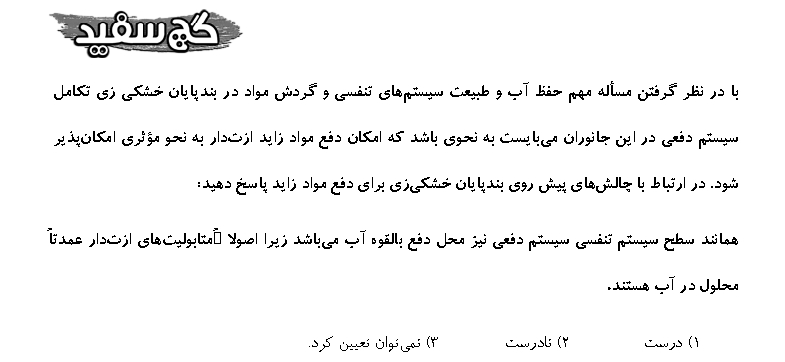 گچ سفید
با در نظر گرفتن مسأله مهم حفظ آب و طبیعت سیستم‌های تنفسی و گردش مواد در بندپایان خشکی زی تکامل
سیستم دفعی در این جانوران می‌بایست به نحوی باشد که امکان دفع مواد زاید ازت‌دار به نحو مؤثری امکان‌پذیر
شود. در ارتباط با چالش‌های پیش روی بندپایان خشکی‌زی برای دفع مواد زاید پاسخ دهید:
همانند سطح سیستم تنفسی سیستم دفعی نیز محل دفع بالقوه آب می‌باشد زیرا اصولا ًمتابولیت‌های ازت‌دار عمدتاً
محلول در آب هستند.
۱) درست ۲) نادرست ۳) نمی‌توان تعیین کرد.